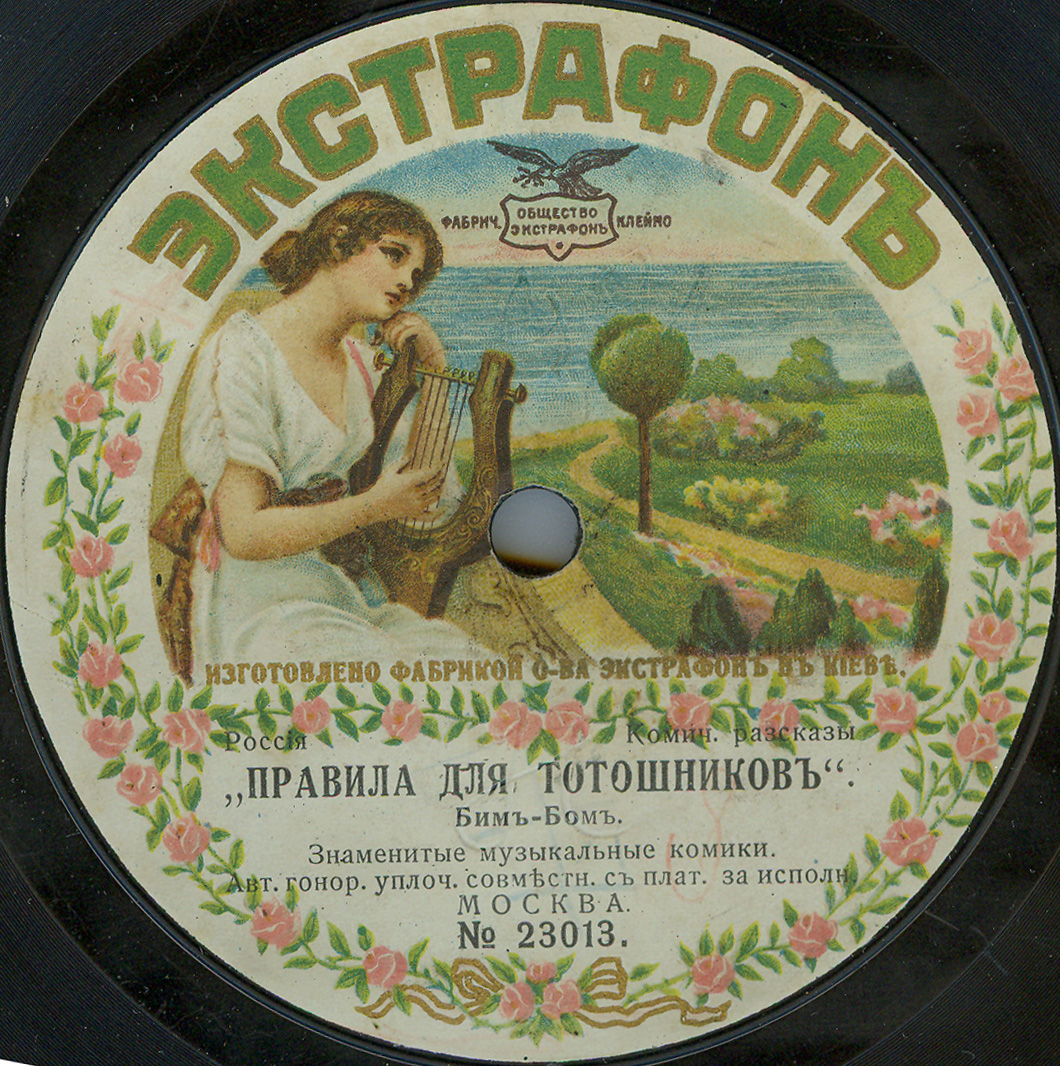 ЭКСТРАФОНЪ
ФАБРИЧ. ОБЩЕСТВО ЭКСТРАФОНЪ КЛЕЙМО
ИЗГОТОВЛЕНО ФАБРИКОЙ О-ВА ЭКСТРАФОНЪ ВЪ КІЕВѢ.
Россія Комич. разсказы
„ПРАВИЛА ДЛЯ ТОТОШНИКОВЪ“.
Бимъ-Бомъ.
Знаменитые музыкальные комики.
Авт. гонор. уплоч. совмѣстн. съ плат. за исполн.
МОСКВА.
№ 23013.